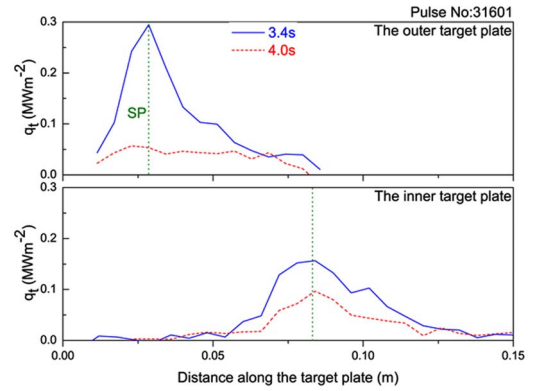 Pulse No:31601
0.3
3.4s
The outer target plate
4.0s
0.2
qt (MWm-2)
SP
0.1
0.0
0.3
The inner target plate
0.2
qt (MWm-2)
0.1
0.0
0.00 0.05 0.10 0.15
Distance along the target plate (m)